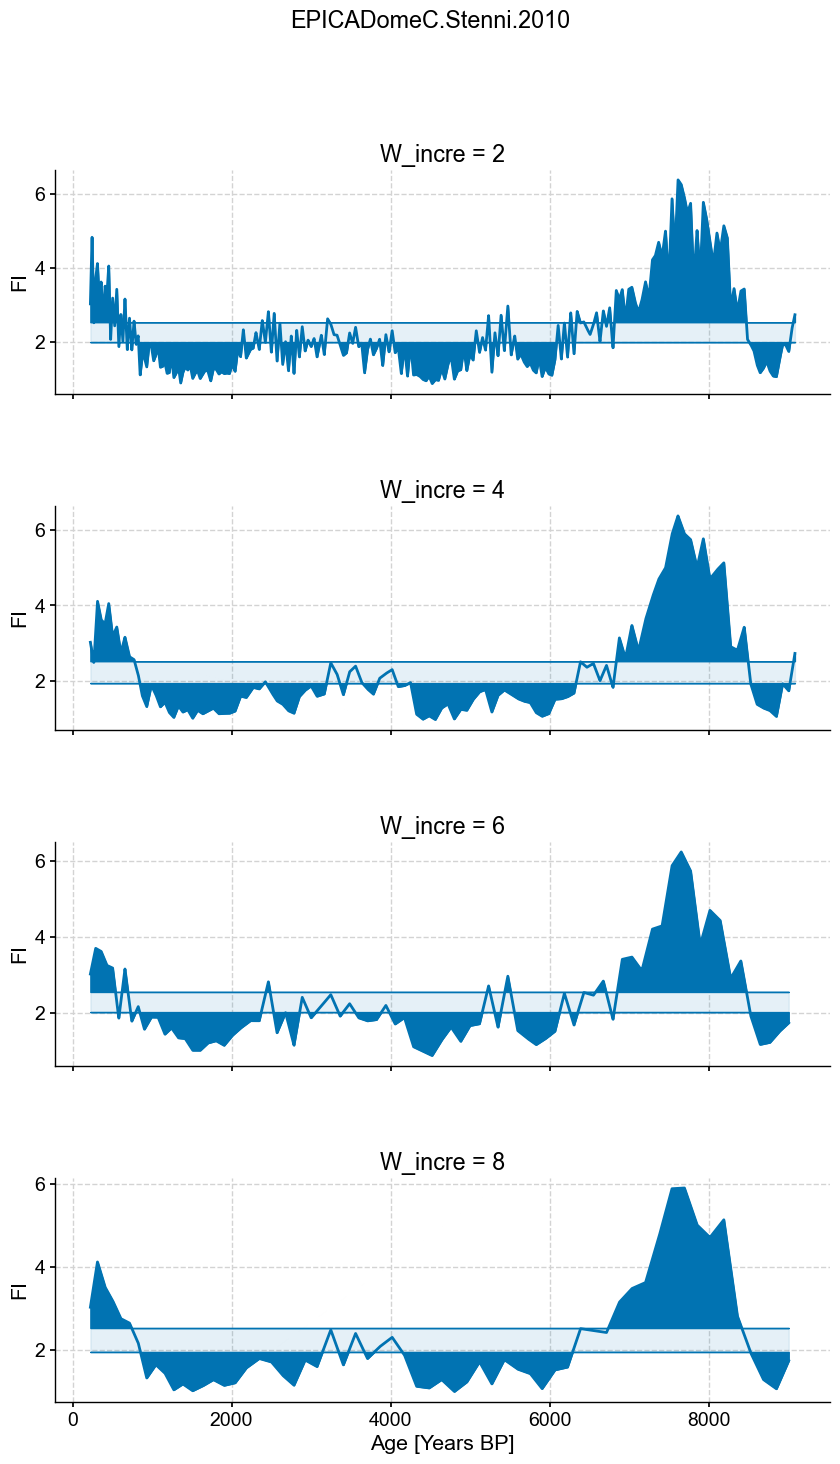 EPICADomeC.Stenni.2010
W_incre = 2
6
4
2
FI
W_incre = 4
6
4
2
FI
W_incre = 6
6
4
2
FI
W_incre = 8
6
4
2
FI
0 2000 4000 6000 8000
Age [Years BP]